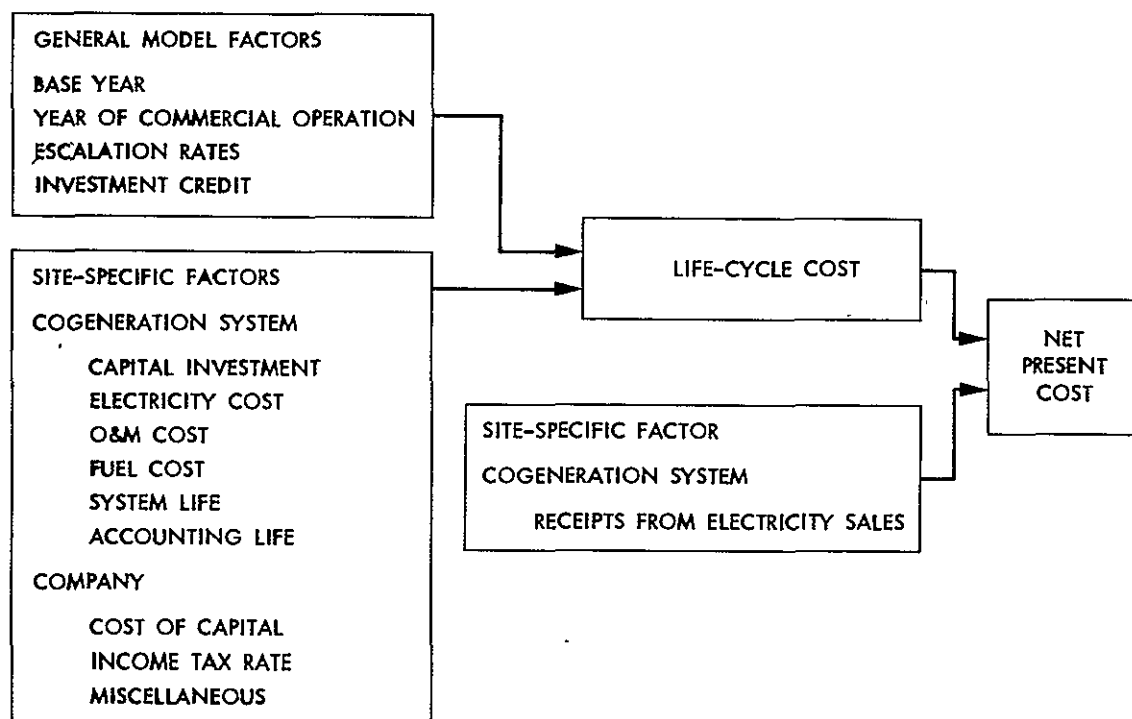 GENERAL MODEL FACTORS
BASE YEAR
YEAR OF COMMERCIAL OPERATION
ESCALATION RATES
INVESTMENT CREDIT
SITE-SPECIFIC FACTORS
COGENERATION SYSTEM
CAPITAL INVESTMENT
ELECTRICITY COST
O&M COST
FUEL COST
SYSTEM LIFE
ACCOUNTING LIFE
COMPANY
COST OF CAPITAL
INCOME TAX RATE
MISCELLANEOUS
LIFE-CYCLE COST
SITE-SPECIFIC FACTOR
COGENERATION SYSTEM
RECEIPTS FROM ELECTRICITY SALES
NET
PRESENT
COST